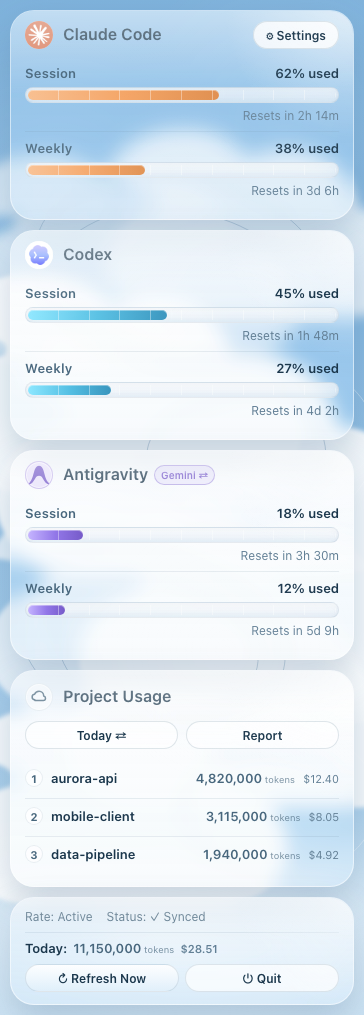 Claude Code ⚙ Settings
Session 62% used
Resets in 2h 14m
Weekly 38% used
Resets in 3d 6h
Codex
Session 45% used
Resets in 1h 48m
Weekly 27% used
Resets in 4d 2h
Antigravity Gemini ⇄
Session 18% used
Resets in 3h 30m
Weekly 12% used
Resets in 5d 9h
Project Usage
Today ⇄ Report
1 aurora-api 4,820,000 tokens $12.40
2 mobile-client 3,115,000 tokens $8.05
3 data-pipeline 1,940,000 tokens $4.92
Rate: Active Status: ✓ Synced
Today: 11,150,000 tokens $28.51
↻ Refresh Now ⏻ Quit